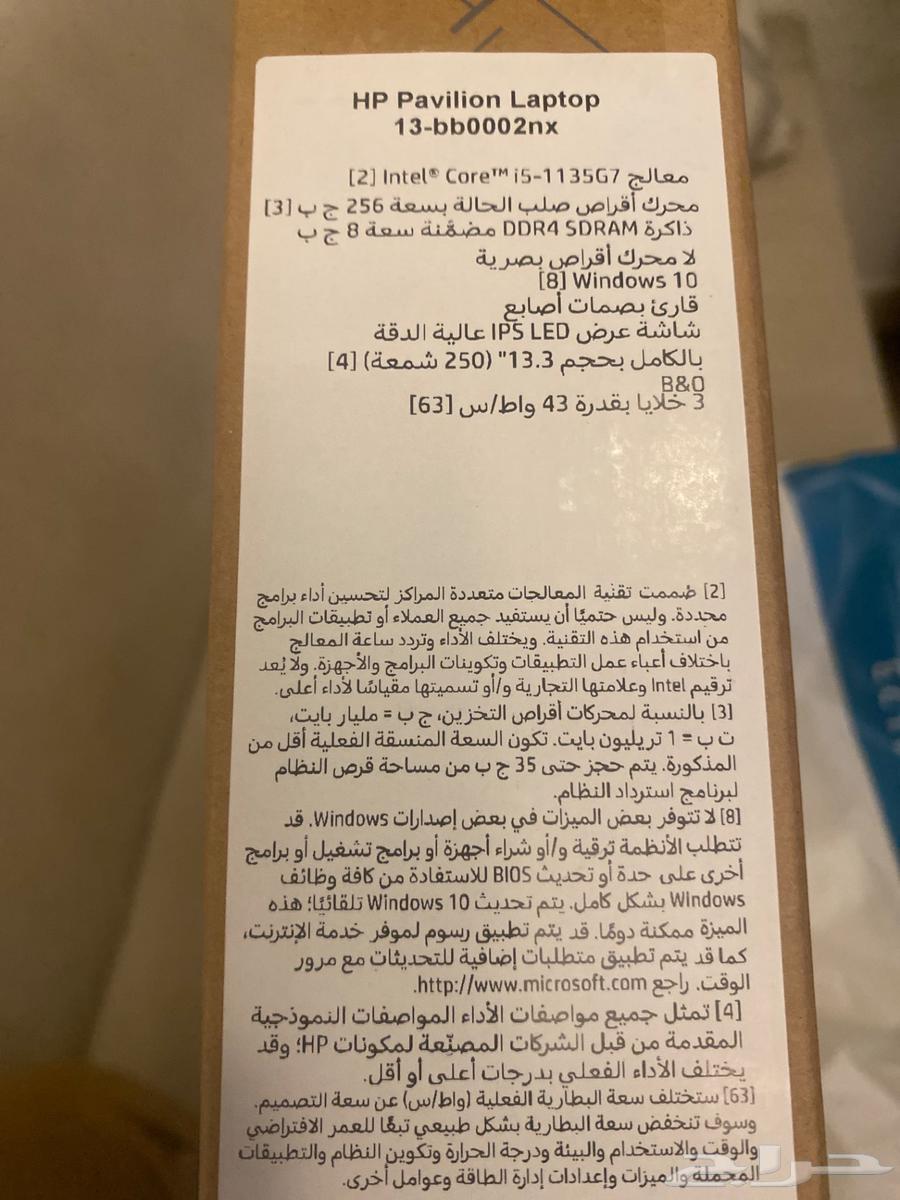 HP Pavilion Laptop
13-bb0002nx
معالج Intel® Core™ i5-1135G7 [2]
محرك أقراص صلب الحالة بسعة 256 ج ب [3]
ذاكرة DDR4 SDRAM مضمَّنة سعة 8 ج ب
لا محرك أقراص بصرية
Windows 10 [8]
قارئ بصمات أصابع
شاشة عرض IPS LED عالية الدقة
بالكامل بحجم 13.3" (250 شمعة) [4]
B&O
3 خلايا بقدرة 43 واط/س [63]
[2] صُممت تقنية المعالجات متعددة المراكز لتحسين أداء برامج
محددة. وليس حتميًا أن يستفيد جميع العملاء أو تطبيقات البرامج
من استخدام هذه التقنية. ويختلف الأداء وتردد ساعة المعالج
باختلاف أعباء عمل التطبيقات وتكوينات البرامج والأجهزة. ولا يُعد
ترقيم Intel وعلامتها التجارية و/أو تسميتها مقياسًا لأداء أعلى.
[3] بالنسبة لمحركات أقراص التخزين، ج ب = مليار بايت،
ت ب = 1 تريليون بايت. تكون السعة المنسقة الفعلية أقل من
المذكورة. يتم حجز حتى 35 ج ب من مساحة قرص النظام
لبرنامج استرداد النظام.
[8] لا تتوفر بعض الميزات في بعض إصدارات Windows. قد
تتطلب الأنظمة ترقية و/أو شراء أجهزة أو برامج تشغيل أو برامج
أخرى على حدة أو تحديث BIOS للاستفادة من كافة وظائف
Windows بشكل كامل. يتم تحديث Windows 10 تلقائيًا؛ هذه
الميزة ممكنة دومًا. قد يتم تطبيق رسوم لموفر خدمة الإنترنت،
كما قد يتم تطبيق متطلبات إضافية للتحديثات مع مرور
الوقت. راجع http://www.microsoft.com.
[4] تمثل جميع مواصفات الأداء المواصفات النموذجية
المقدمة من قبل الشركات المصنّعة لمكونات HP؛ وقد
يختلف الأداء الفعلي بدرجات أعلى أو أقل.
[63] ستختلف سعة البطارية الفعلية (واط/س) عن سعة التصميم.
وسوف تنخفض سعة البطارية بشكل طبيعي تبعًا للعمر الافتراضي
والوقت والاستخدام والبيئة ودرجة الحرارة وتكوين النظام والتطبيقات
المحملة والميزات وإعدادات إدارة الطاقة وعوامل أخرى.
حراج